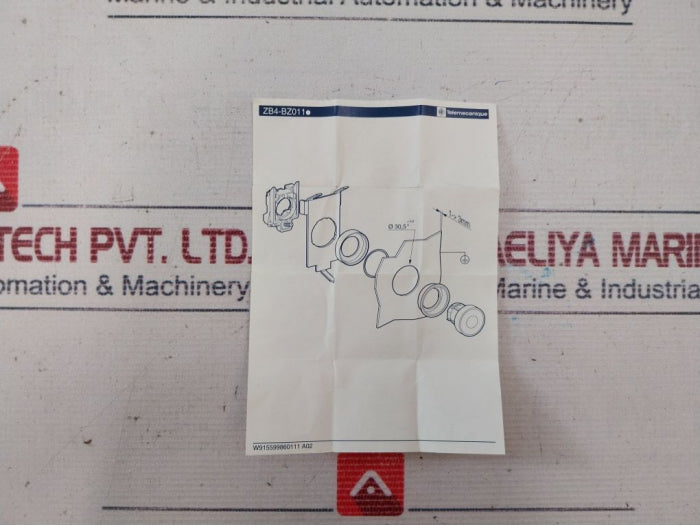 Marine & Industrial Automation & Machinery
ZB4-BZ011●
Telemecanique
1->3mm
Ø 30,5
TECH PVT. LTD.
AELIYA MARI
omation & Machinery
Marine & Industria
W915599860111 A02